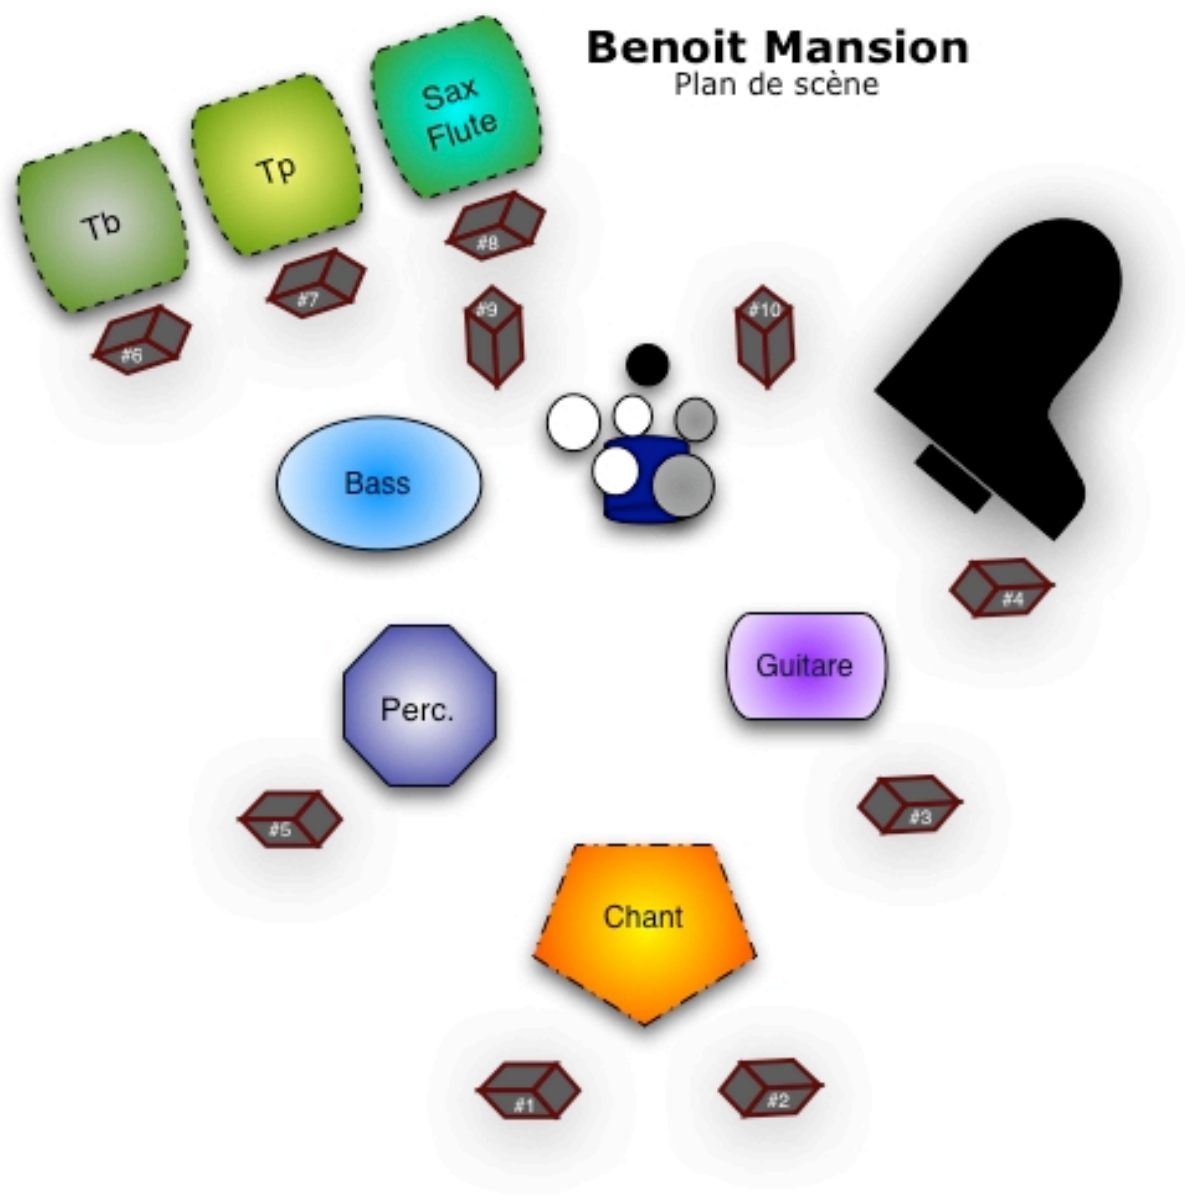 Benoit Mansion
Plan de scène
Sax
Flute
Tp
Tb
#8
#7
#6
#9
#10
Bass
#4
Guitare
Perc.
#3
#5
Chant
#1
#2